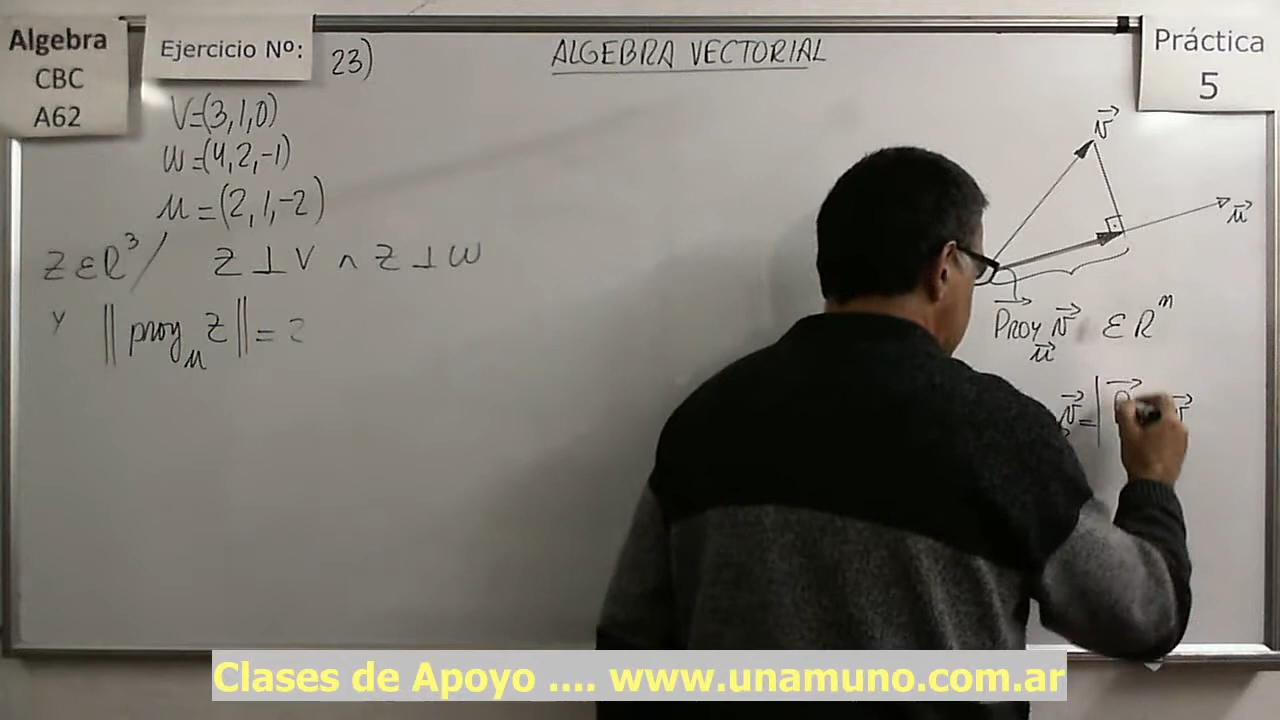 Algebra
CBC
A62
Ejercicio Nº:
23)
ALGEBRA VECTORIAL
Práctica
5
V=(3,1,0)
W=(4,2,-1)
u=(2,1,-2)
Z∈R³/ Z⊥V ∧ Z⊥W
y ||proy_u Z||=2
v⃗
u⃗
Proy v⃗ ∈ Rⁿ
u⃗
v⃗=|
Clases de Apoyo .... www.unamuno.com.ar